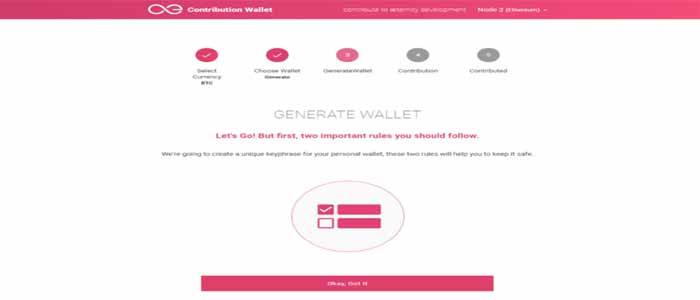 Contribution Wallet
Contribute to æternity development
Node 2 (Ethereum)
3
4
5
Select Currency
BTC
Choose Wallet
Generate
GenerateWallet
Contribution
Contributed
GENERATE WALLET
Let's Go! But first, two important rules you should follow.
We're going to create a unique keyphrase for your personal wallet, these two rules will help you to keep it safe.
Okay, Got It